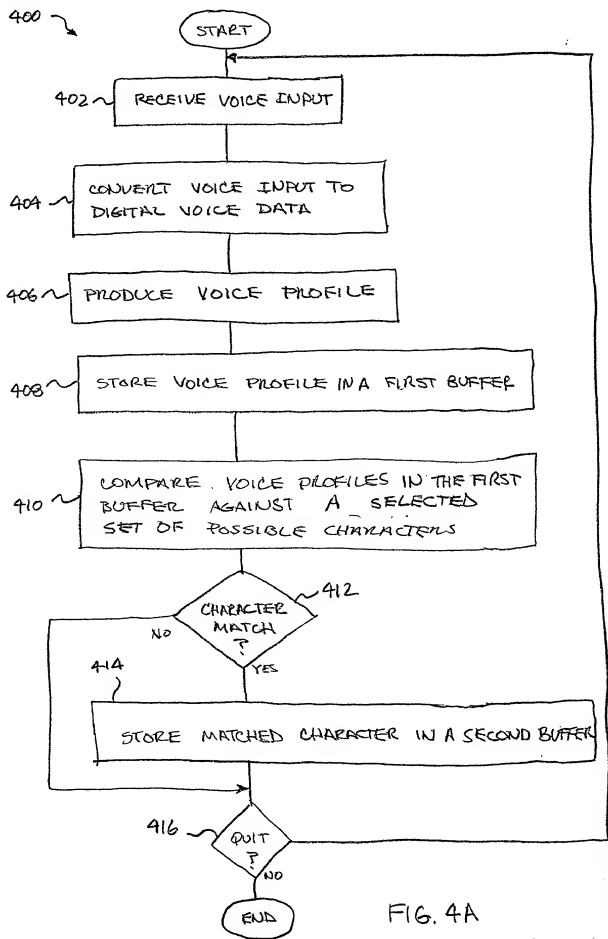 400
START
402
RECEIVE VOICE INPUT
404
CONVERT VOICE INPUT TO
DIGITAL VOICE DATA
406
PRODUCE VOICE PROFILE
408
STORE VOICE PROFILE IN A FIRST BUFFER
410
COMPARE VOICE PROFILES IN THE FIRST
BUFFER AGAINST A SELECTED
SET OF POSSIBLE CHARACTERS
412
CHARACTER
MATCH
?
NO
YES
414
STORE MATCHED CHARACTER IN A SECOND BUFFER
416
QUIT
?
NO
END
FIG. 4A